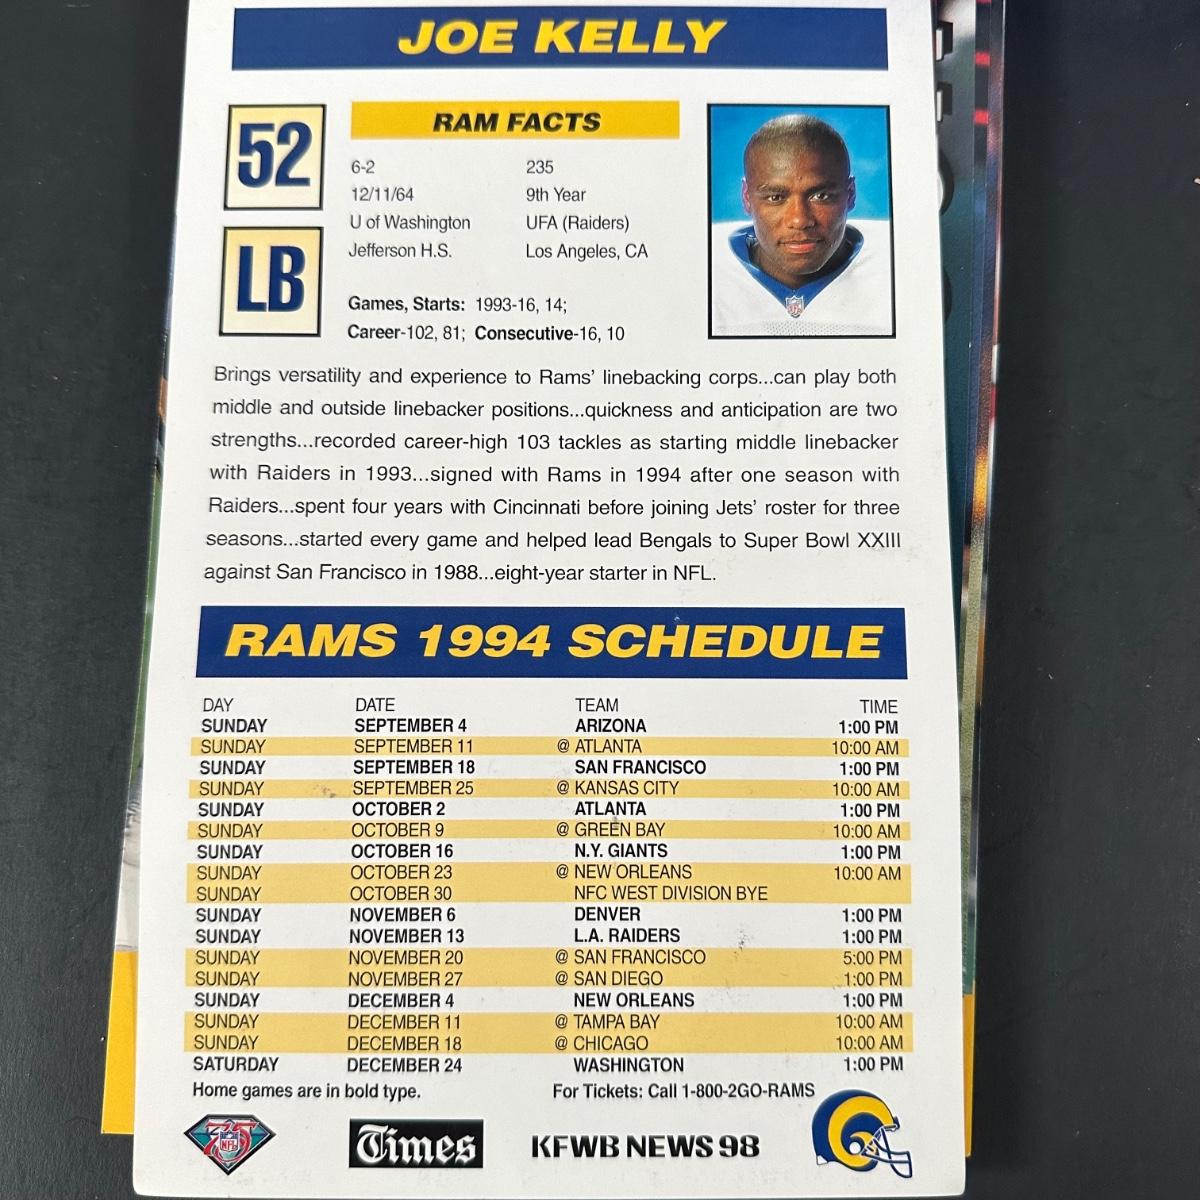 JOE KELLY
52
LB
RAM FACTS
6-2 235
12/11/64 9th Year
U of Washington UFA (Raiders)
Jefferson H.S. Los Angeles, CA
Games, Starts: 1993-16, 14;
Career-102, 81; Consecutive-16, 10
Brings versatility and experience to Rams' linebacking corps...can play both
middle and outside linebacker positions...quickness and anticipation are two
strengths...recorded career-high 103 tackles as starting middle linebacker
with Raiders in 1993...signed with Rams in 1994 after one season with
Raiders...spent four years with Cincinnati before joining Jets' roster for three
seasons...started every game and helped lead Bengals to Super Bowl XXIII
against San Francisco in 1988...eight-year starter in NFL.
RAMS 1994 SCHEDULE
DAY DATE TEAM TIME
SUNDAY SEPTEMBER 4 ARIZONA 1:00 PM
SUNDAY SEPTEMBER 11 @ ATLANTA 10:00 AM
SUNDAY SEPTEMBER 18 SAN FRANCISCO 1:00 PM
SUNDAY SEPTEMBER 25 @ KANSAS CITY 10:00 AM
SUNDAY OCTOBER 2 ATLANTA 1:00 PM
SUNDAY OCTOBER 9 @ GREEN BAY 10:00 AM
SUNDAY OCTOBER 16 N.Y. GIANTS 1:00 PM
SUNDAY OCTOBER 23 @ NEW ORLEANS 10:00 AM
SUNDAY OCTOBER 30 NFC WEST DIVISION BYE
SUNDAY NOVEMBER 6 DENVER 1:00 PM
SUNDAY NOVEMBER 13 L.A. RAIDERS 1:00 PM
SUNDAY NOVEMBER 20 @ SAN FRANCISCO 5:00 PM
SUNDAY NOVEMBER 27 @ SAN DIEGO 1:00 PM
SUNDAY DECEMBER 4 NEW ORLEANS 1:00 PM
SUNDAY DECEMBER 11 @ TAMPA BAY 10:00 AM
SUNDAY DECEMBER 18 @ CHICAGO 10:00 AM
SATURDAY DECEMBER 24 WASHINGTON 1:00 PM
Home games are in bold type. For Tickets: Call 1-800-2GO-RAMS
75 NFL
Times
KFWB NEWS 98